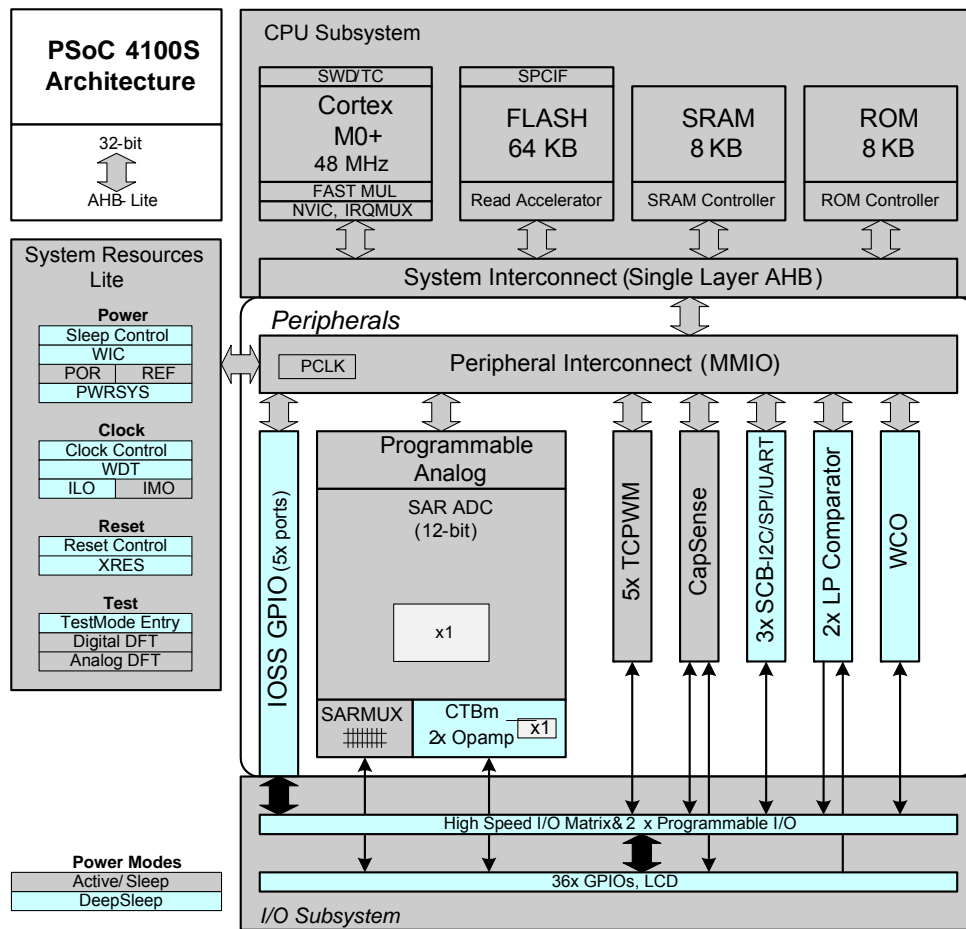 PSoC 4100S
Architecture
32-bit
AHB- Lite
CPU Subsystem
SWD/TC
Cortex
M0+
48 MHz
FAST MUL
NVIC, IRQMUX
SPCIF
FLASH
64 KB
Read Accelerator
SRAM
8 KB
SRAM Controller
ROM
8 KB
ROM Controller
System Interconnect (Single Layer AHB)
System Resources
Lite
Power
Sleep Control
WIC
POR
REF
PWRSYS
Clock
Clock Control
WDT
ILO
IMO
Reset
Reset Control
XRES
Test
TestMode Entry
Digital DFT
Analog DFT
Peripherals
PCLK
Peripheral Interconnect (MMIO)
IOSS GPIO (5x ports)
Programmable
Analog
SAR ADC
(12-bit)
x1
SARMUX
CTBm
2x Opamp
x1
5x TCPWM
CapSense
3x SCB-I2C/SPI/UART
2x LP Comparator
WCO
High Speed I/O Matrix& 2 x Programmable I/O
36x GPIOs, LCD
I/O Subsystem
Power Modes
Active/ Sleep
DeepSleep